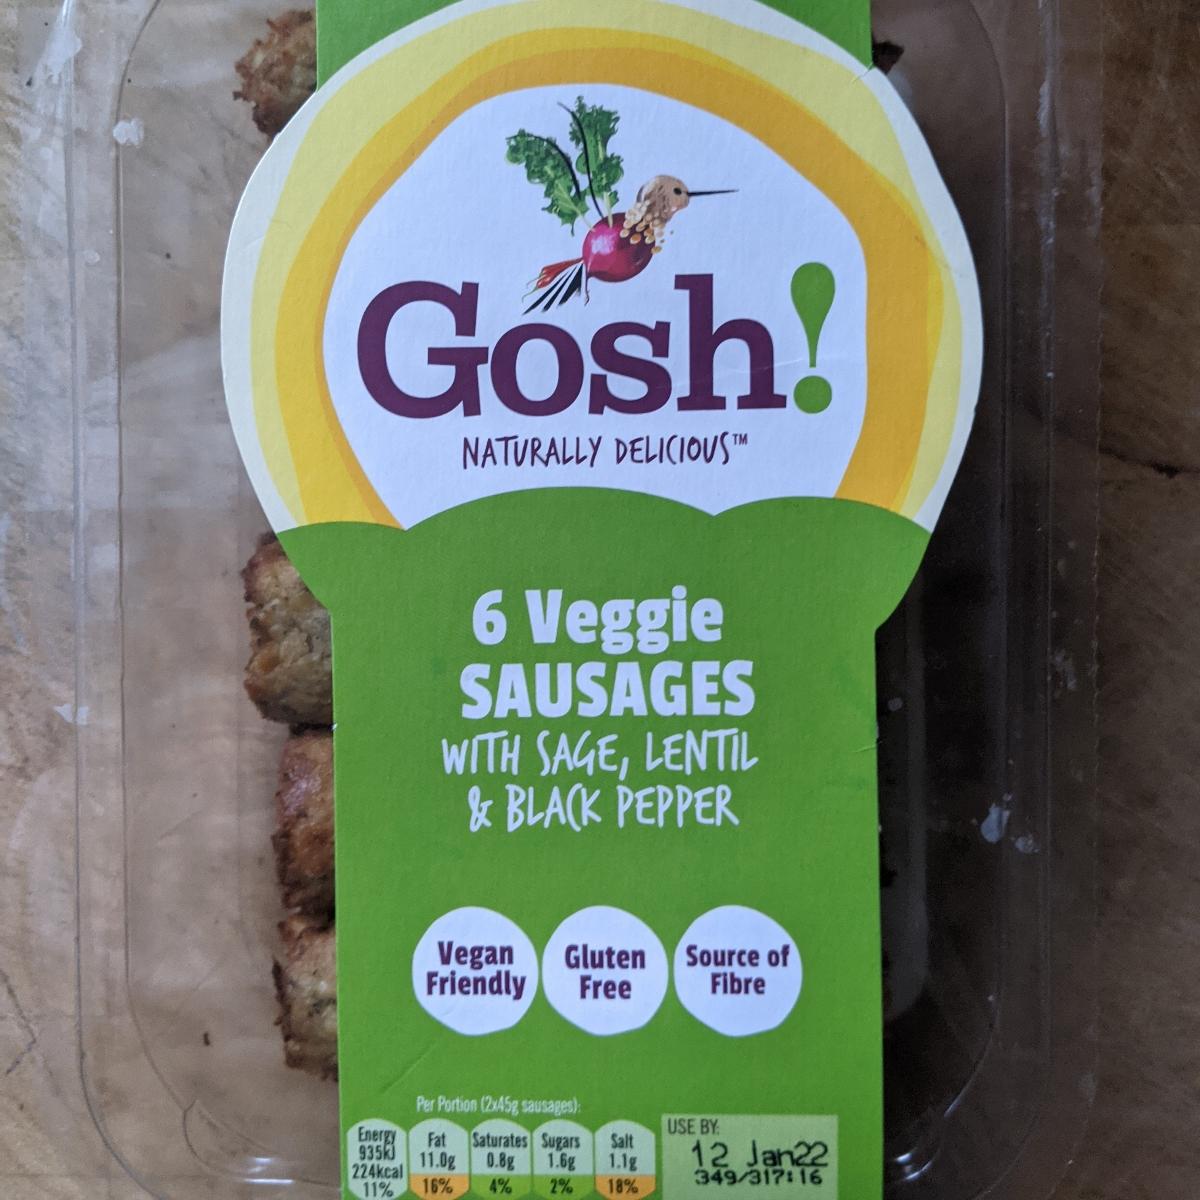 Gosh!
NATURALLY DELICIOUS™
6 Veggie
SAUSAGES
WITH SAGE, LENTIL
& BLACK PEPPER
Vegan Friendly
Gluten Free
Source of Fibre
Per Portion (2x45g sausages):
Energy 935kJ 224kcal 11%
Fat 11.0g 16%
Saturates 0.8g 4%
Sugars 1.6g 2%
Salt 1.1g 18%
USE BY:
12 Jan22
349/317:16